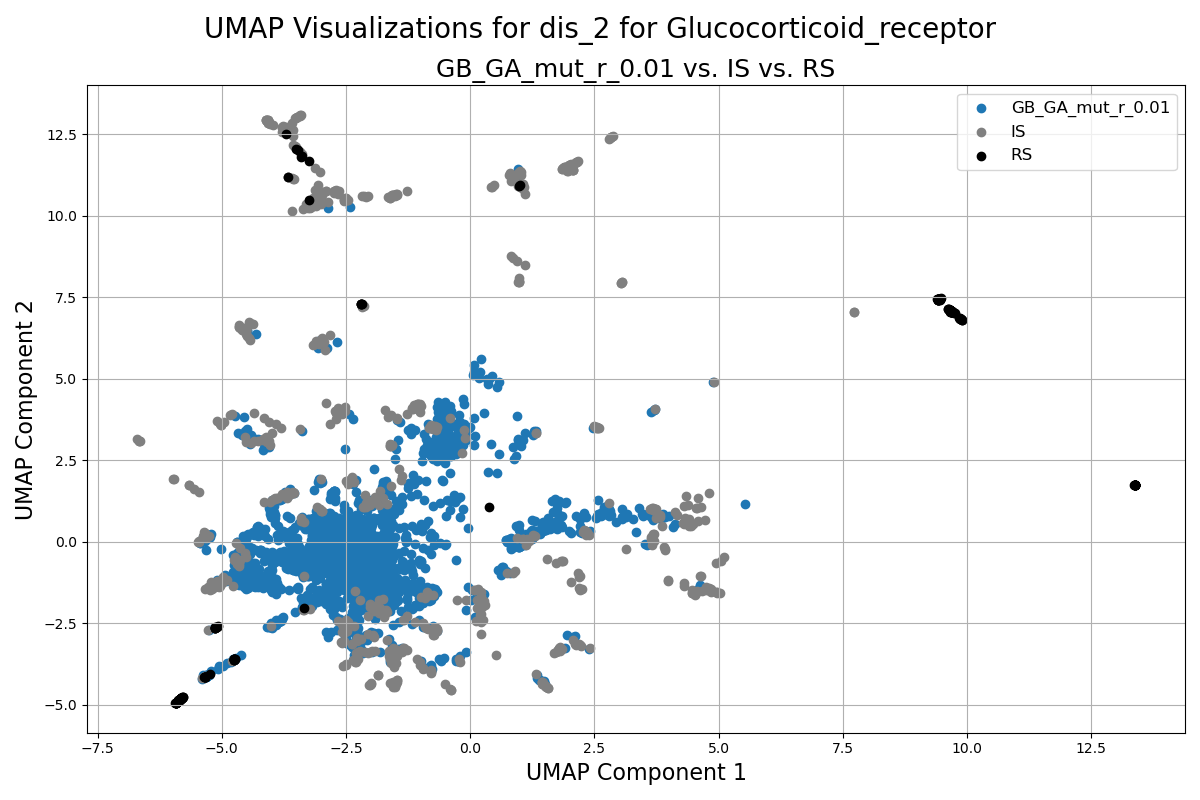 UMAP Visualizations for dis_2 for Glucocorticoid_receptor
GB_GA_mut_r_0.01 vs. IS vs. RS
GB_GA_mut_r_0.01
IS
RS
UMAP Component 2
12.5
10.0
7.5
5.0
2.5
0.0
−2.5
−5.0
−7.5 −5.0 −2.5 0.0 2.5 5.0 7.5 10.0 12.5
UMAP Component 1